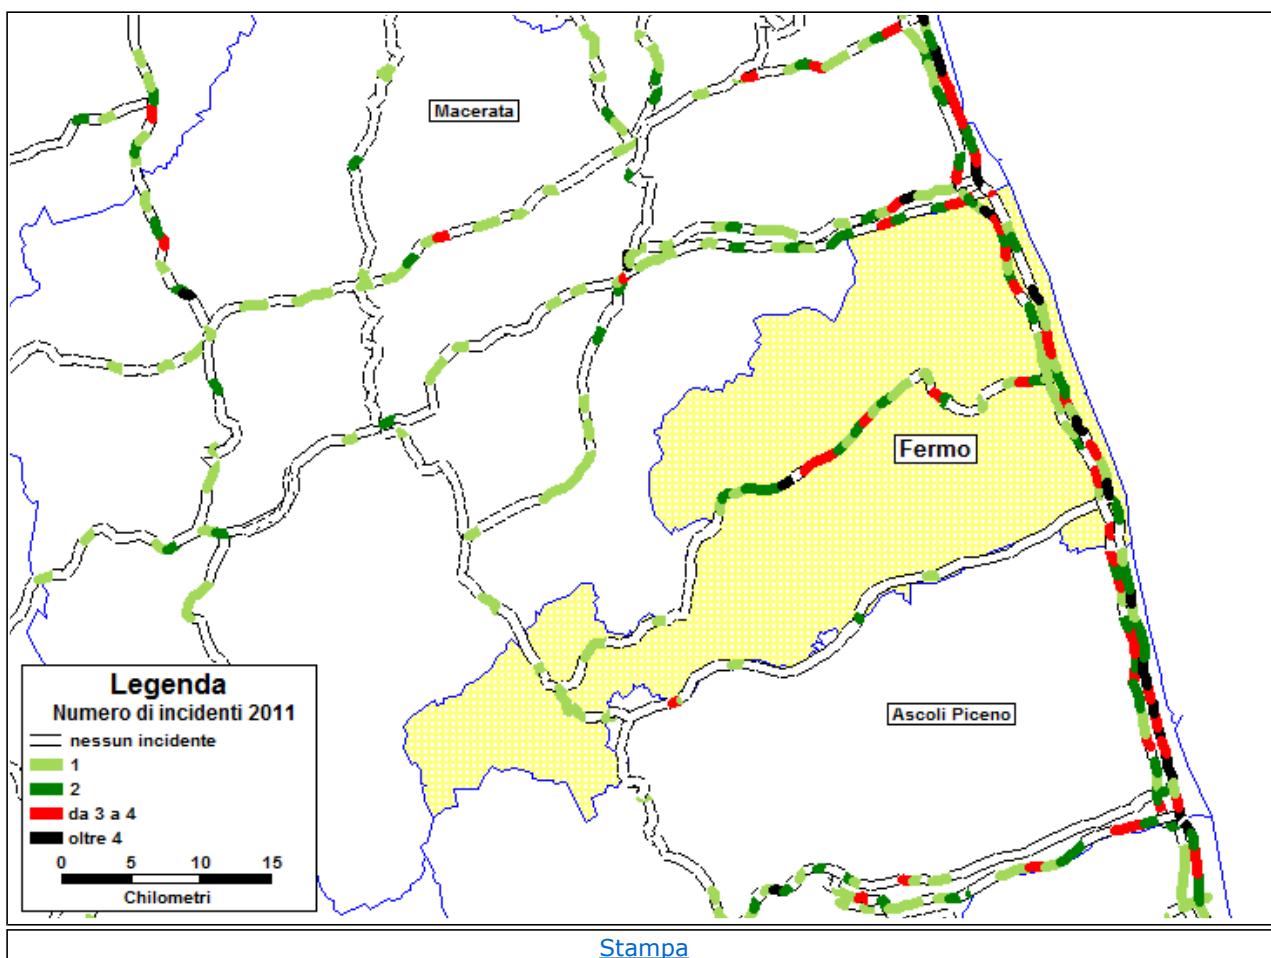 Macerata
Fermo
Ascoli Piceno
Legenda
Numero di incidenti 2011
nessun incidente
1
2
da 3 a 4
oltre 4
0 5 10 15
Chilometri
Stampa